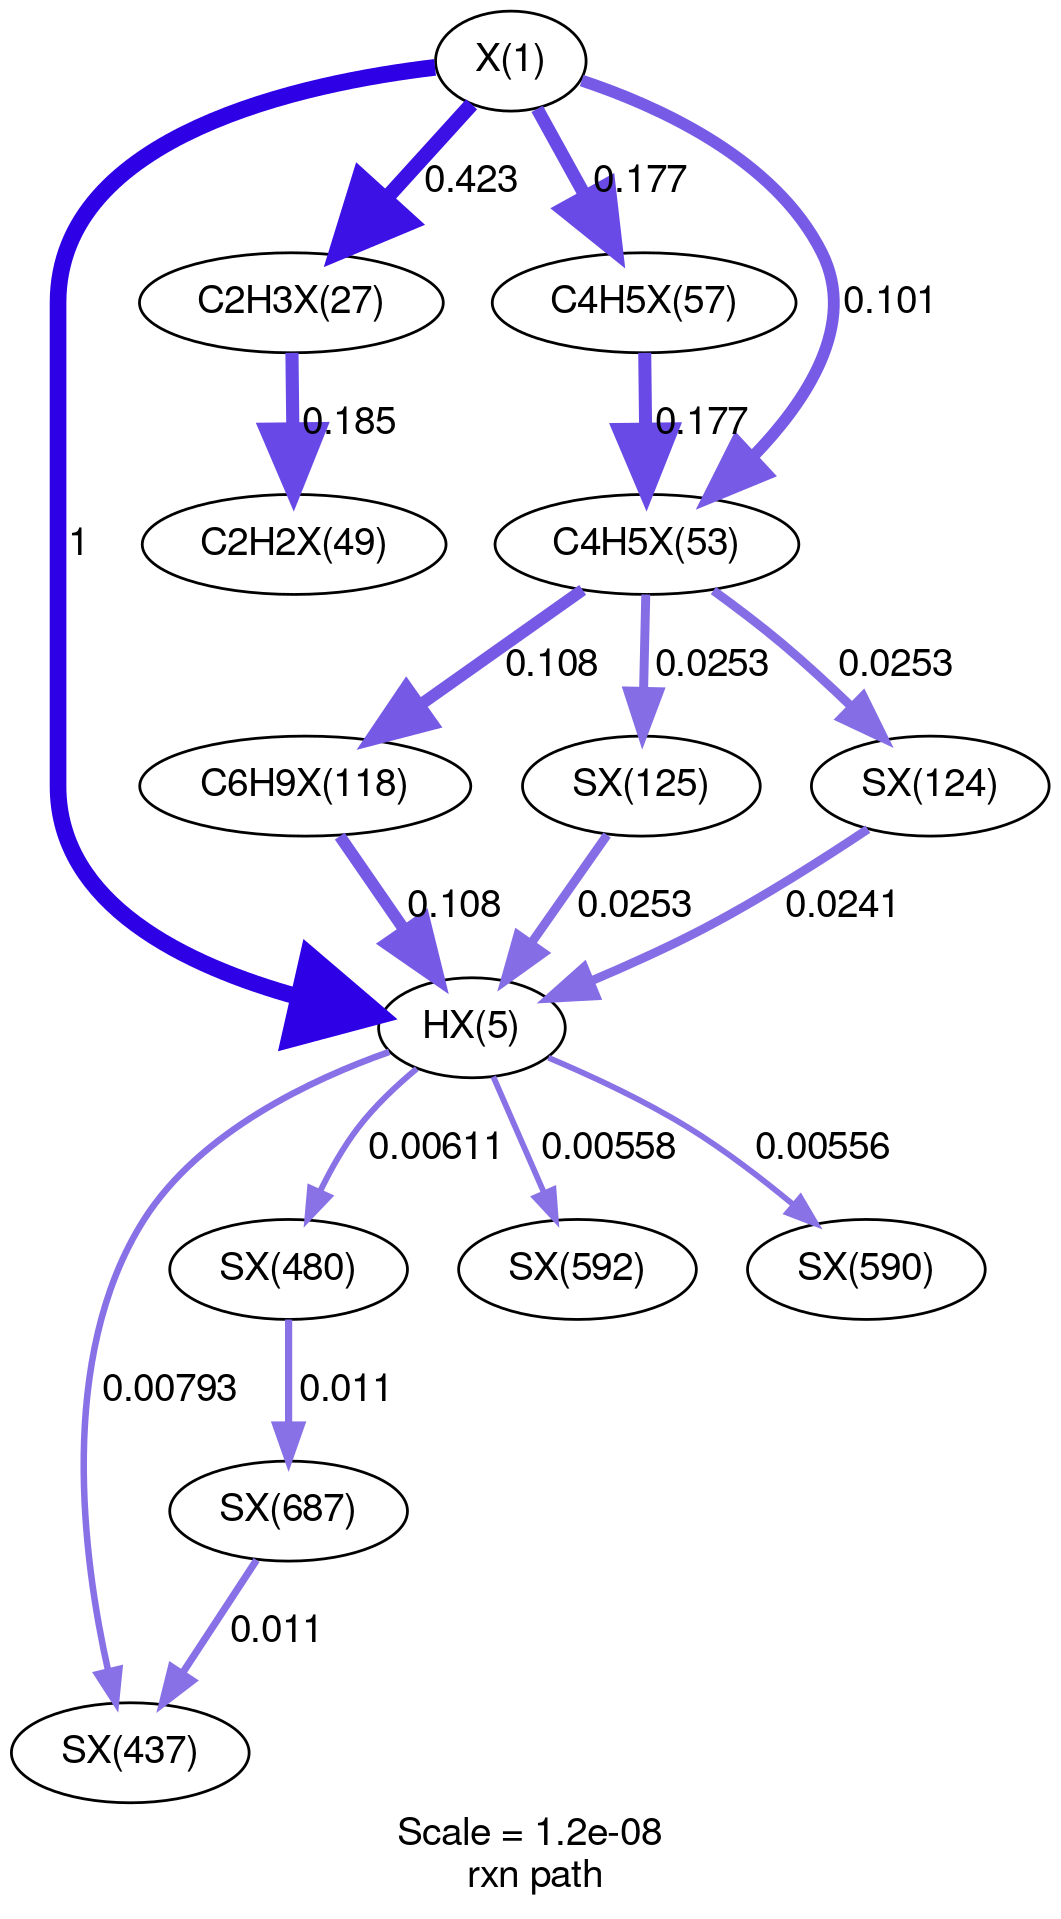 X(1)
0.423
0.177
C2H3X(27)
C4H5X(57)
0.101
0.185
0.177
1
C2H2X(49)
C4H5X(53)
0.108
0.0253
0.0253
C6H9X(118)
SX(125)
SX(124)
0.108
0.0253
0.0241
HX(5)
0.00611
0.00558
0.00556
SX(480)
SX(592)
SX(590)
0.00793
0.011
SX(687)
0.011
SX(437)
Scale = 1.2e-08
rxn path